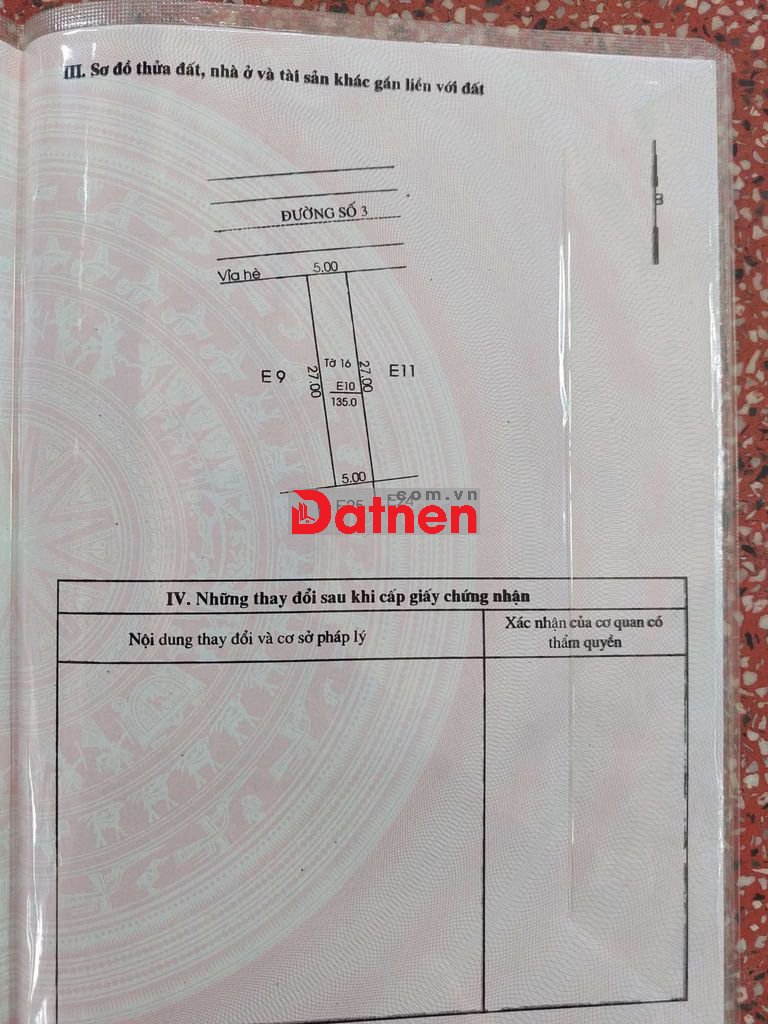 III. Sơ đồ thửa đất, nhà ở và tài sản khác gắn liền với đất
B
ĐƯỜNG SỐ 3
Vỉa hè
5.00
E 9
27.00
Tờ 16
27.00
E11
E10
135.0
5.00
E24
com.vn
Datnen
IV. Những thay đổi sau khi cấp giấy chứng nhận
Nội dung thay đổi và cơ sở pháp lý
Xác nhận của cơ quan có
thẩm quyền